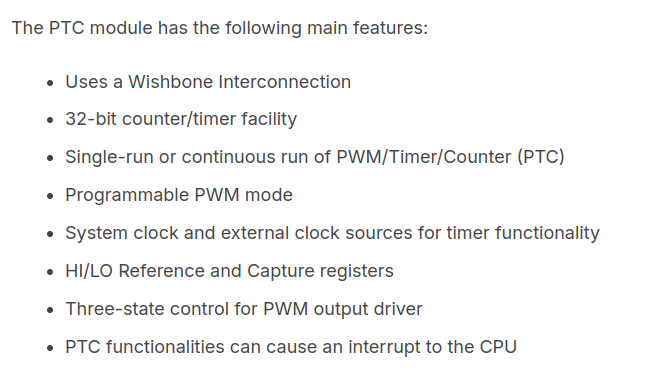 The PTC module has the following main features:
• Uses a Wishbone Interconnection
• 32-bit counter/timer facility
• Single-run or continuous run of PWM/Timer/Counter (PTC)
• Programmable PWM mode
• System clock and external clock sources for timer functionality
• HI/LO Reference and Capture registers
• Three-state control for PWM output driver
• PTC functionalities can cause an interrupt to the CPU